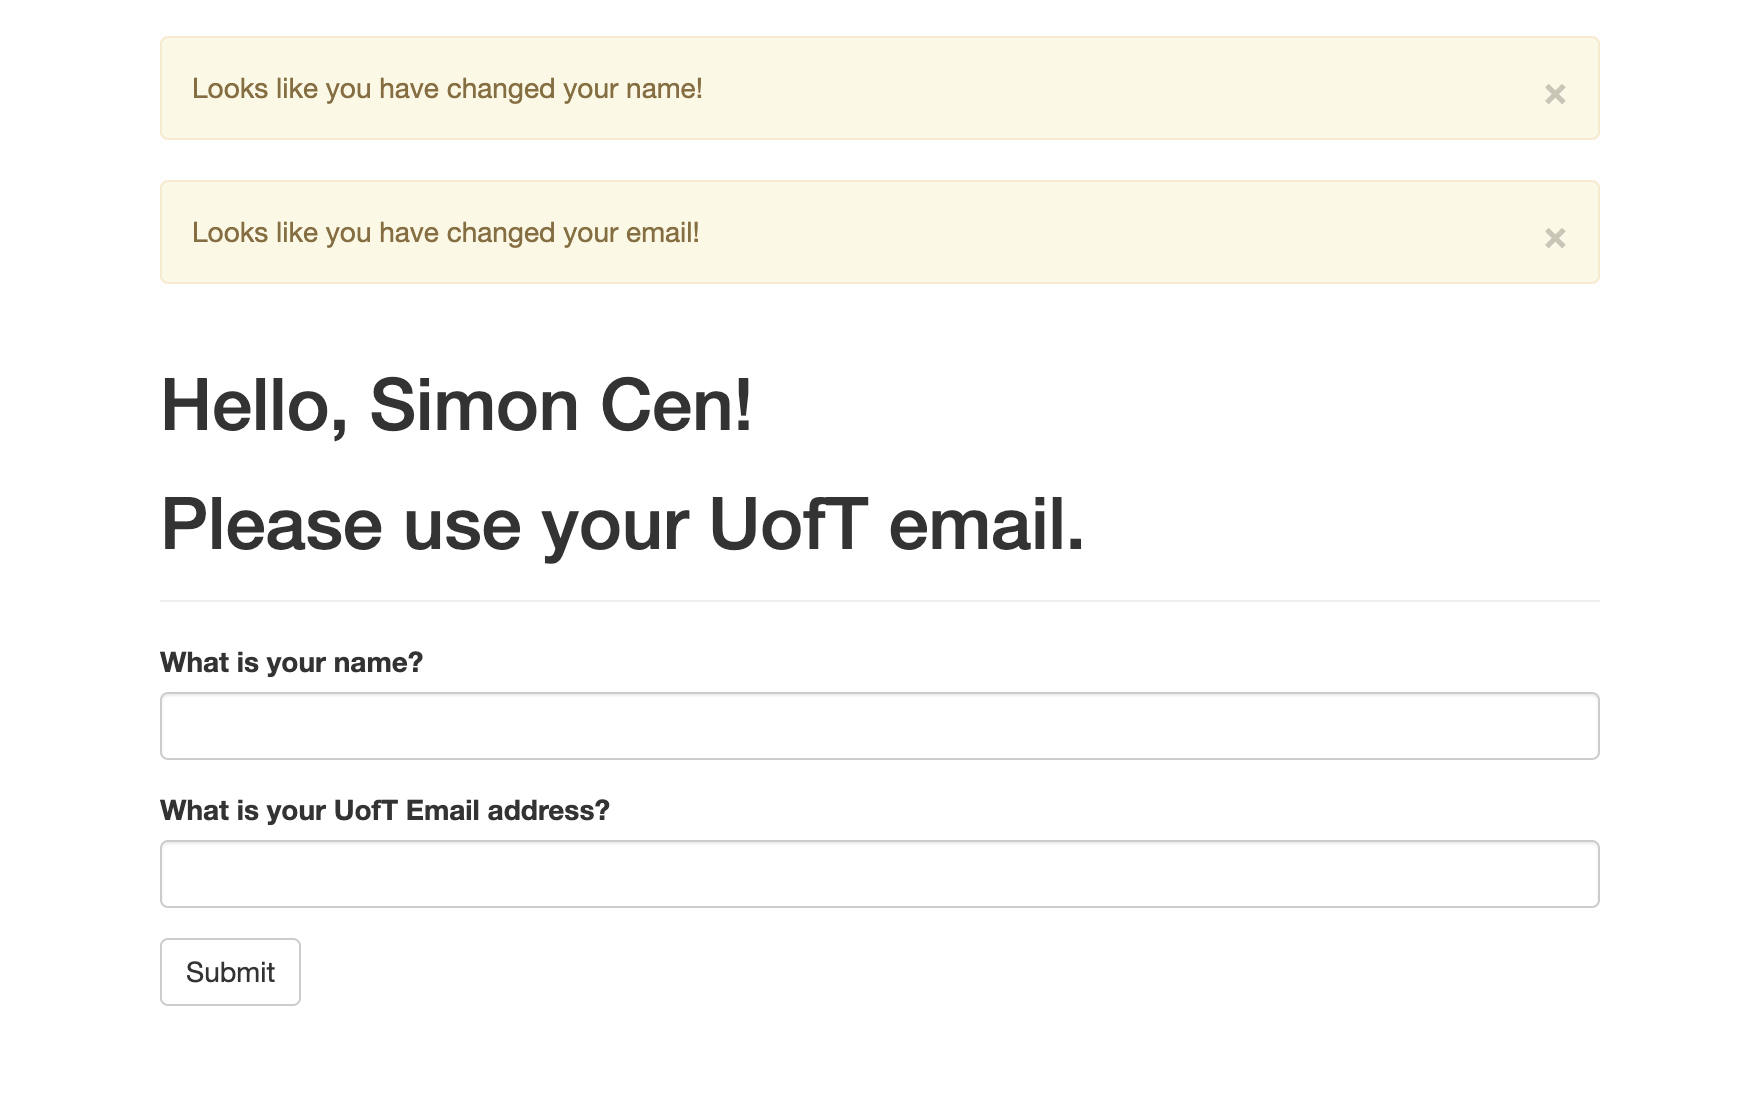 Looks like you have changed your name!
×
Looks like you have changed your email!
×
Hello, Simon Cen!
Please use your UofT email.
What is your name?
What is your UofT Email address?
Submit